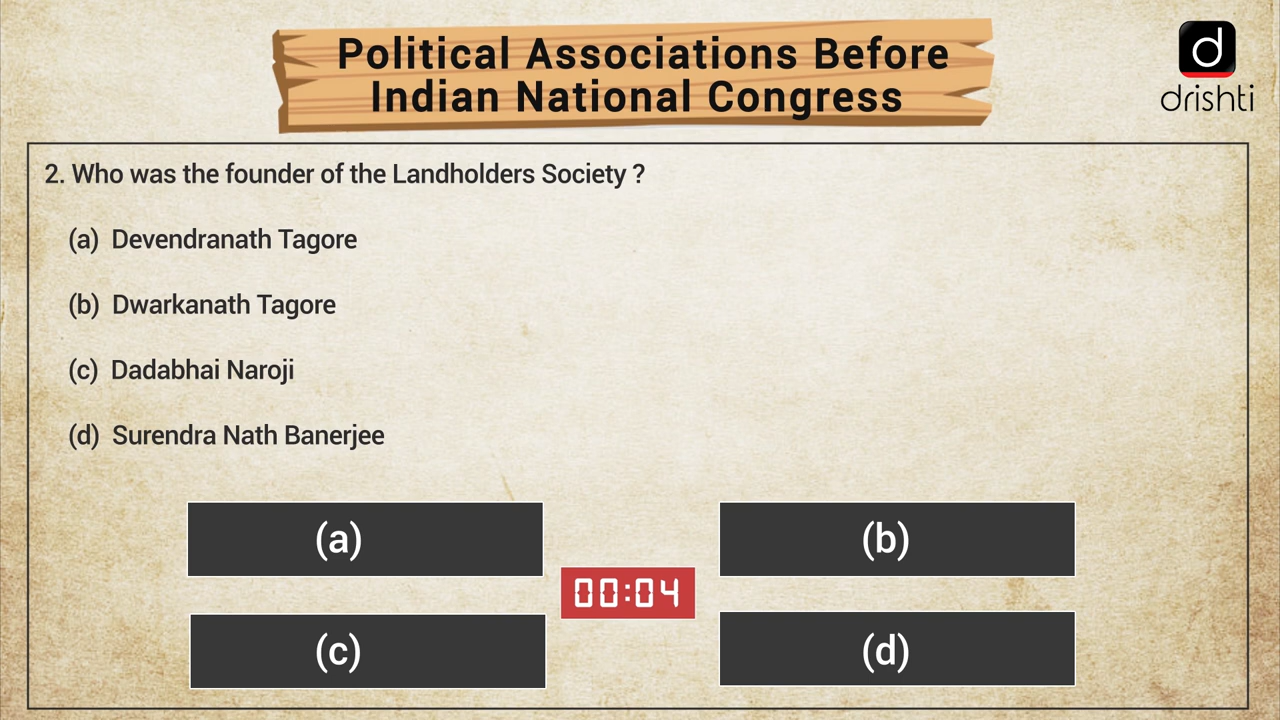 Political Associations Before
Indian National Congress
d
drishti
2. Who was the founder of the Landholders Society ?
(a) Devendranath Tagore
(b) Dwarkanath Tagore
(c) Dadabhai Naroji
(d) Surendra Nath Banerjee
(a)
(b)
00:04
(c)
(d)